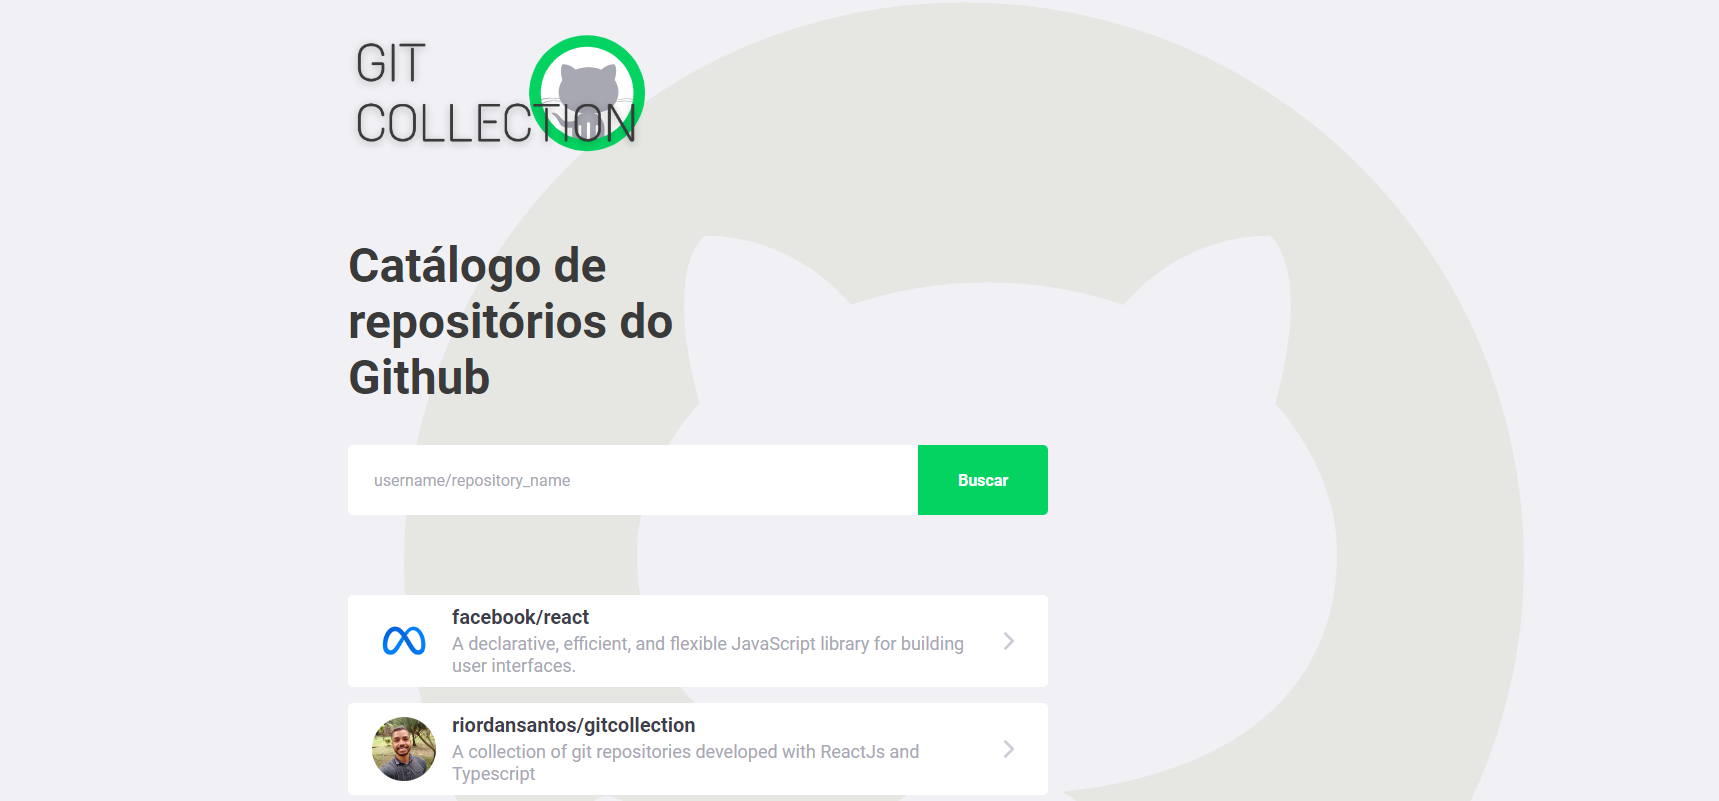 GIT
COLLECTION
Catálogo de
repositórios do
Github
username/repository_name
Buscar
facebook/react
A declarative, efficient, and flexible JavaScript library for building
user interfaces.
riordansantos/gitcollection
A collection of git repositories developed with ReactJs and
Typescript